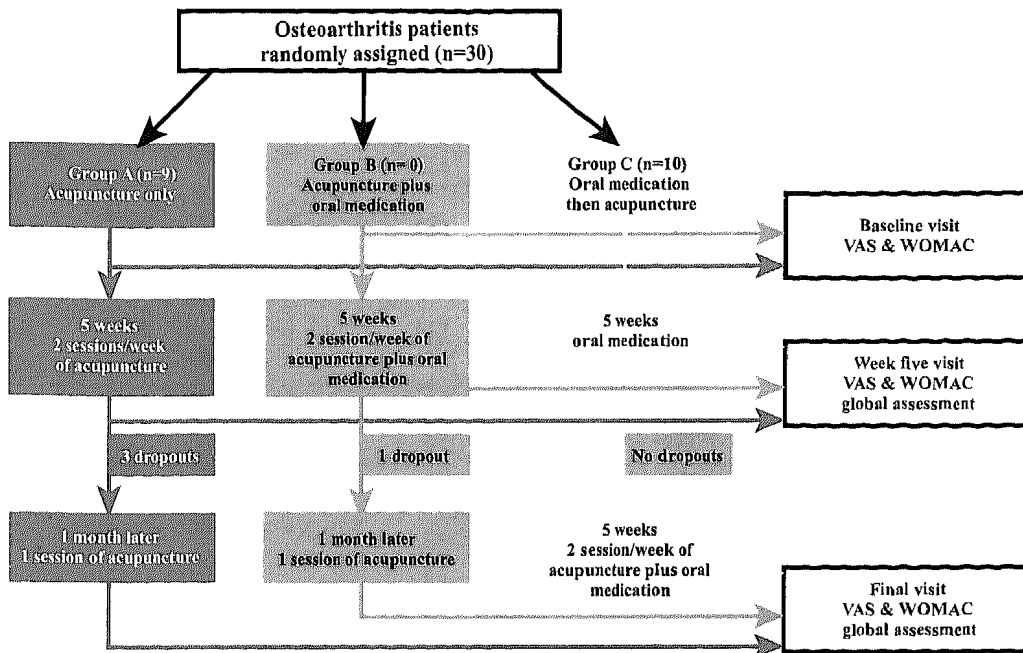 Osteoarthritis patients
randomly assigned (n=30)
Group A (n=9)
Acupuncture only
Group B (n= 0)
Acupuncture plus
oral medication
Group C (n=10)
Oral medication
then acupuncture
Baseline visit
VAS & WOMAC
5 weeks
2 sessions/week
of acupuncture
5 weeks
2 session/week of
acupuncture plus oral
medication
5 weeks
oral medication
Week five visit
VAS & WOMAC
global assessment
3 dropouts
1 dropout
No dropouts
1 month later
1 session of acupuncture
1 month later
1 session of acupuncture
5 weeks
2 session/week of
acupuncture plus oral
medication
Final visit
VAS & WOMAC
global assessment